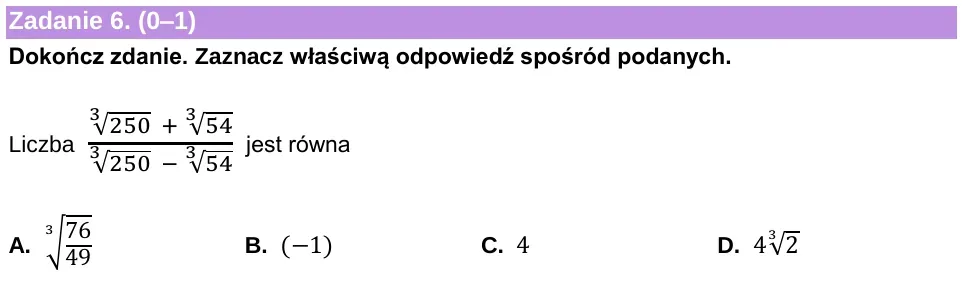 Zadanie 6. (0–1)
Dokończ zdanie. Zaznacz właściwą odpowiedź spośród podanych.
Liczba (∛250 + ∛54)/(∛250 − ∛54) jest równa
A. ∛(76/49) B. (−1) C. 4 D. 4∛2